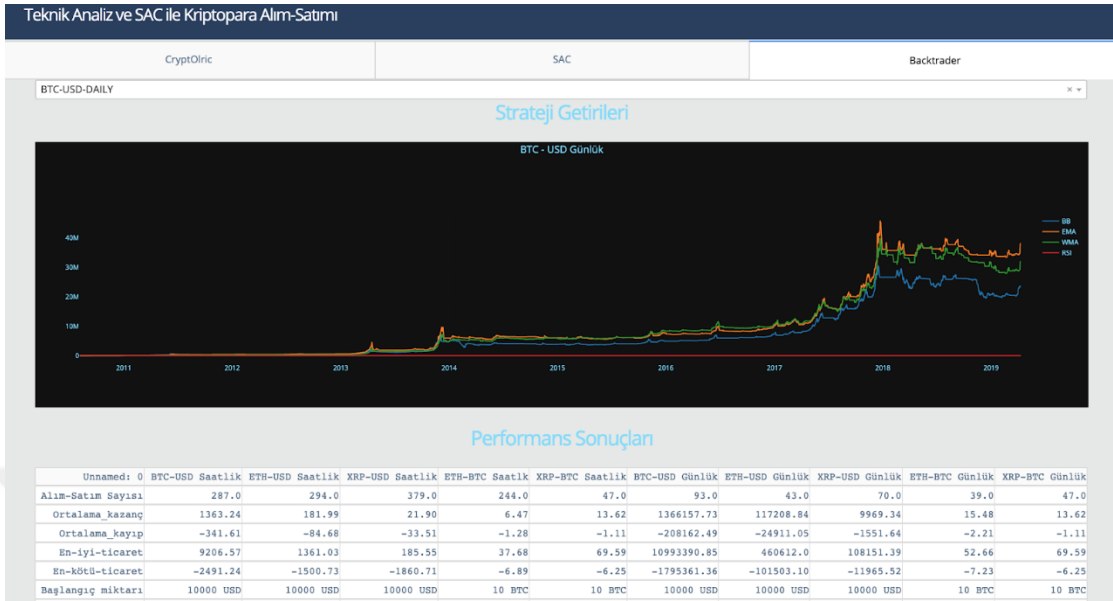 Teknik Analiz ve SAC ile Kriptopara Alım-Satımı
CryptOlric SAC Backtrader
BTC-USD-DAILY × ▾
Strateji Getirileri
BTC - USD Günlük
BB
EMA
WMA
RSI
40M
30M
20M
10M
0
2011 2012 2013 2014 2015 2016 2017 2018 2019
Performans Sonuçları
Unnamed: 0 BTC-USD Saatlik ETH-USD Saatlik XRP-USD Saatlik ETH-BTC Saatlk XRP-BTC Saatlik BTC-USD Günlük ETH-USD Günlük XRP-USD Günlük ETH-BTC Günlük XRP-BTC Günlük
Alım-Satım Sayısı 287.0 294.0 379.0 244.0 47.0 93.0 43.0 70.0 39.0 47.0
Ortalama_kazanç 1363.24 181.99 21.90 6.47 13.62 1366157.73 117208.84 9969.34 15.48 13.62
Ortalama_kayıp -341.61 -84.68 -33.51 -1.28 -1.11 -208162.49 -24911.05 -1551.64 -2.21 -1.11
En-iyi-ticaret 9206.57 1361.03 185.55 37.68 69.59 10993390.85 460612.0 108151.39 52.66 69.59
En-kötü-ticaret -2491.24 -1500.73 -1860.71 -6.89 -6.25 -1795361.36 -101503.10 -11965.52 -7.23 -6.25
Başlangıç miktarı 10000 USD 10000 USD 10000 USD 10 BTC 10 BTC 10000 USD 10000 USD 10000 USD 10 BTC 10 BTC